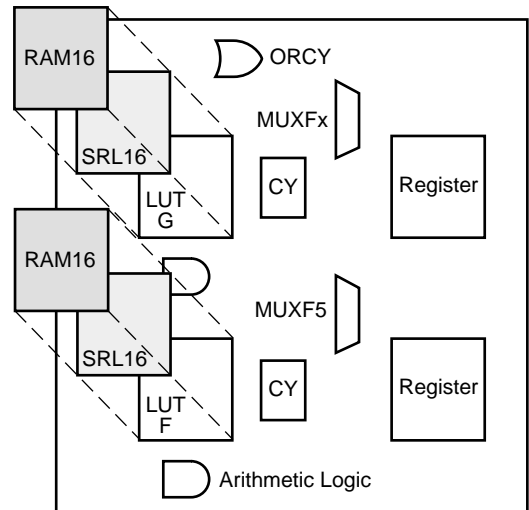 RAM16
ORCY
MUXFx
SRL16
LUT
G
CY
Register
RAM16
MUXF5
SRL16
LUT
F
CY
Register
Arithmetic Logic